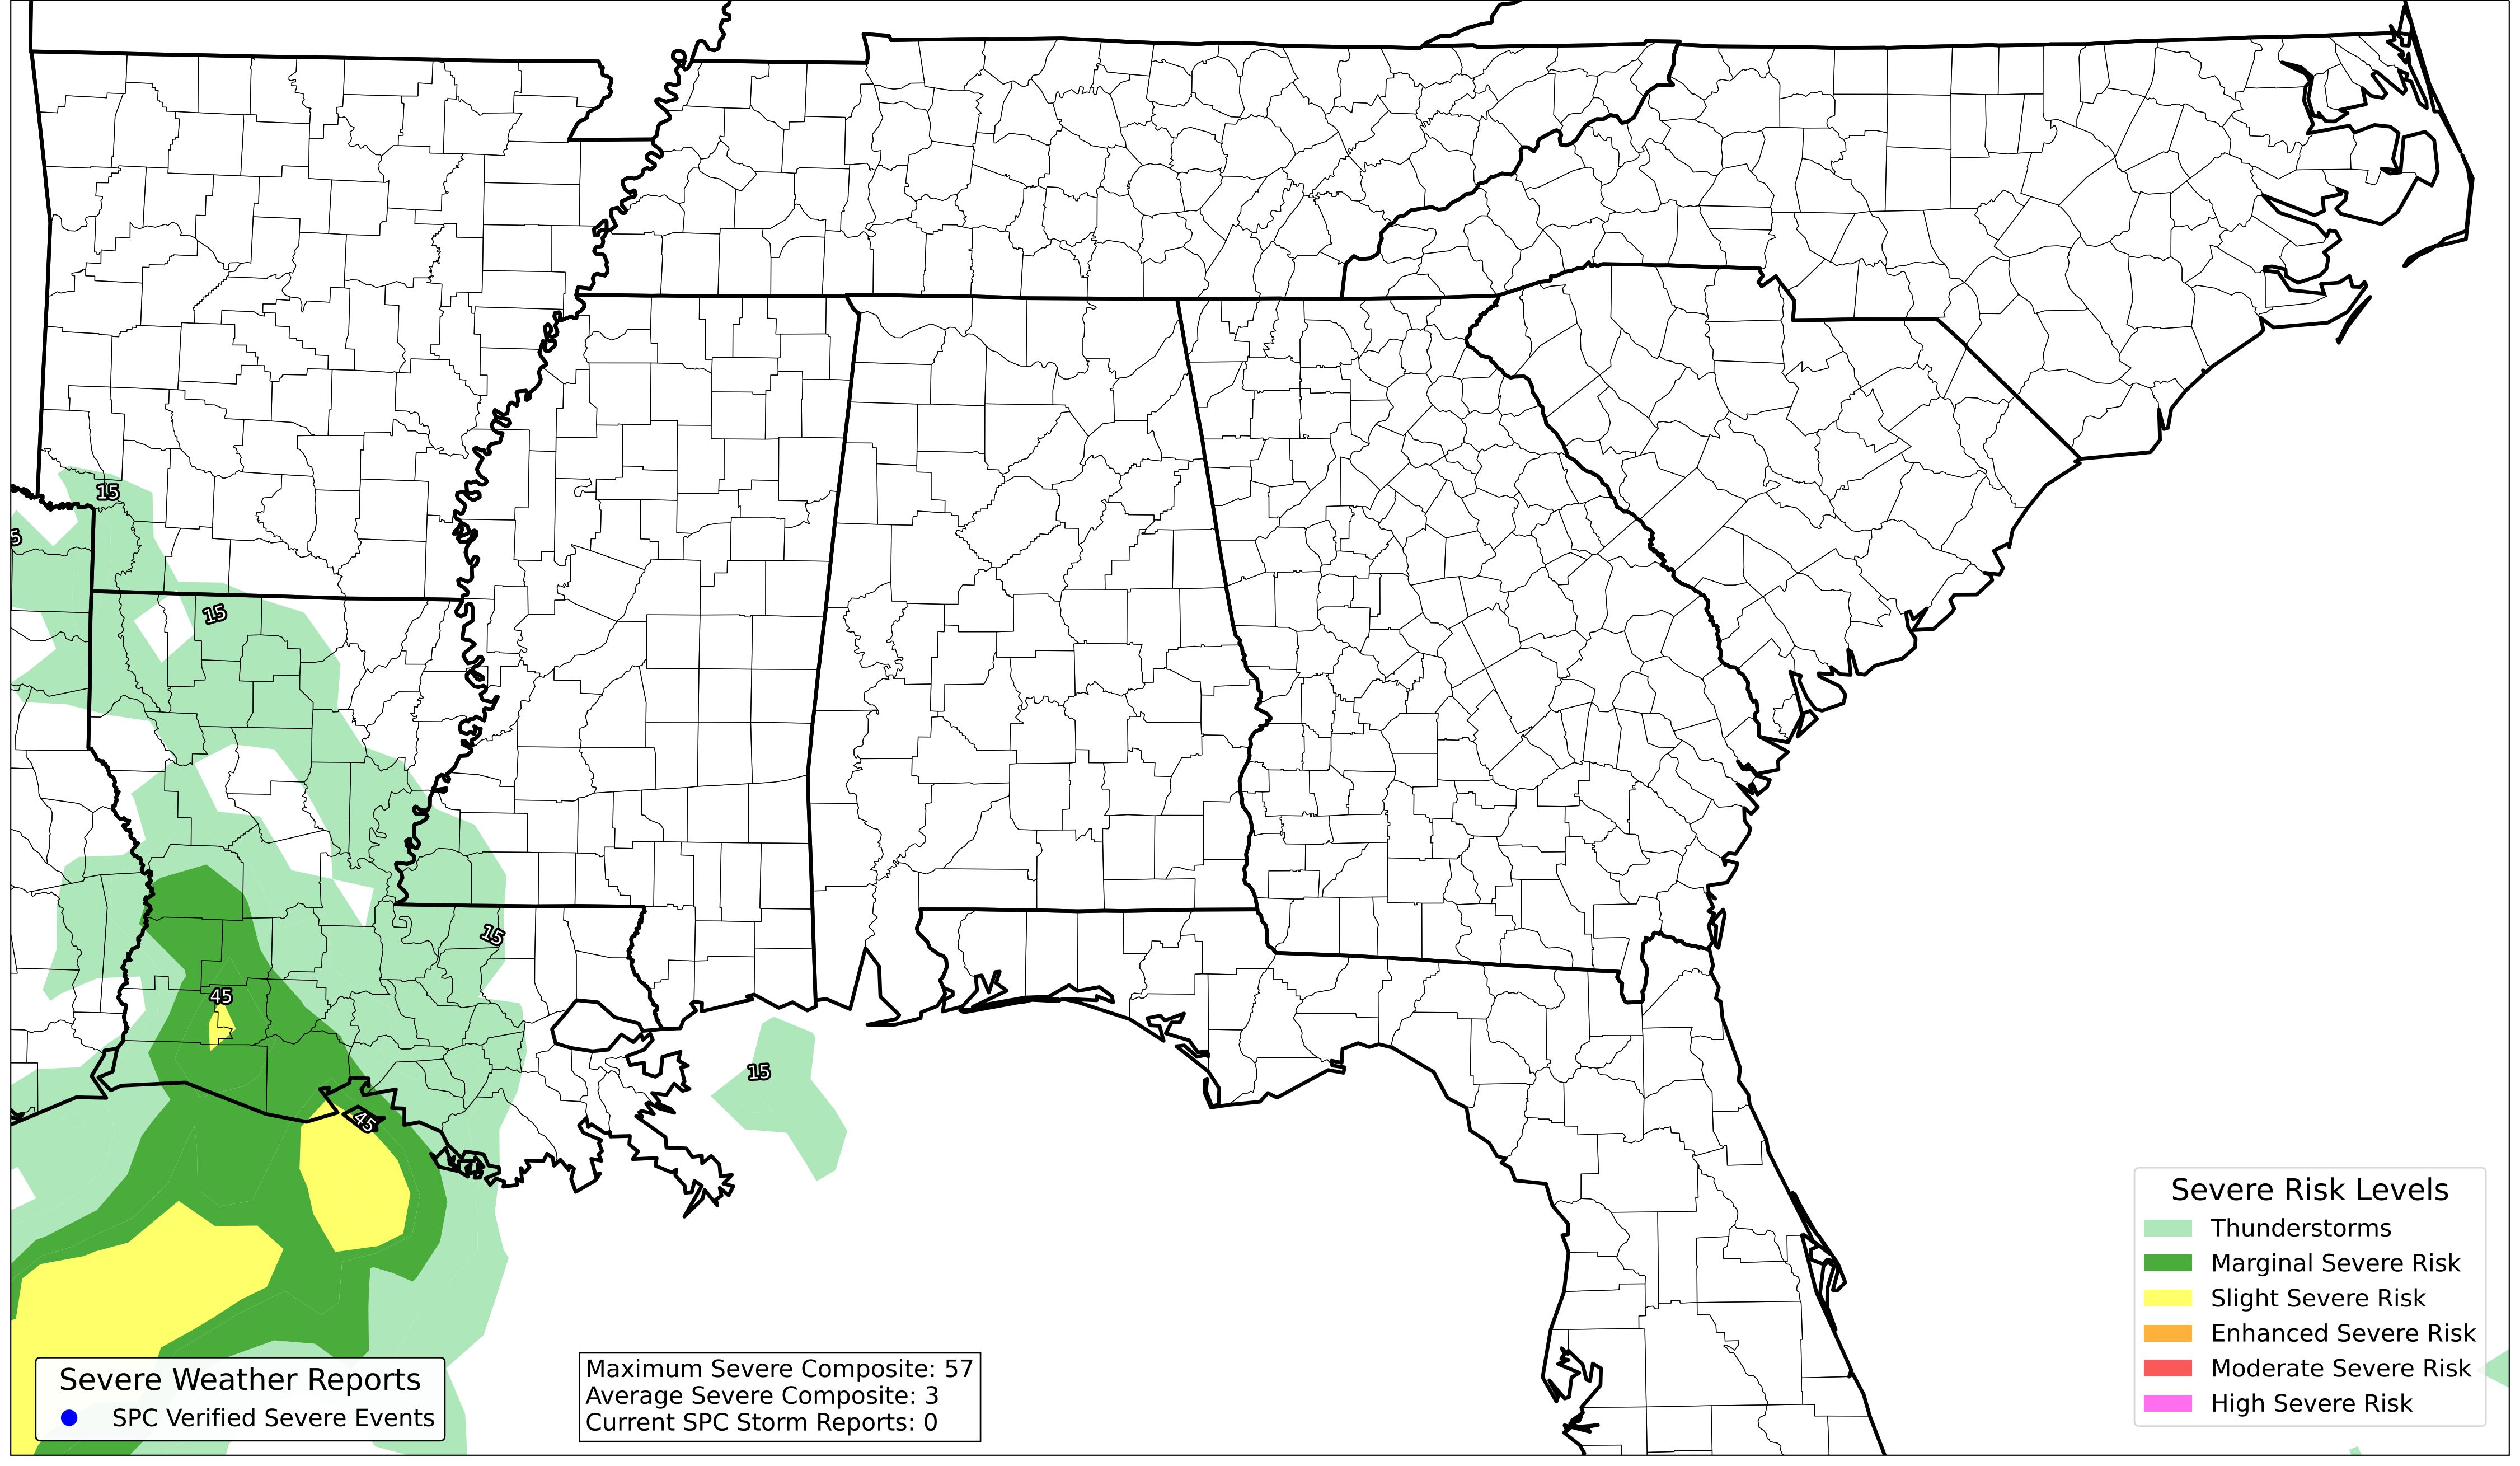 15
5
15
15
45
15
45
Severe Risk Levels
Thunderstorms
Marginal Severe Risk
Slight Severe Risk
Enhanced Severe Risk
Moderate Severe Risk
High Severe Risk
Severe Weather Reports
SPC Verified Severe Events
Maximum Severe Composite: 57
Average Severe Composite: 3
Current SPC Storm Reports: 0